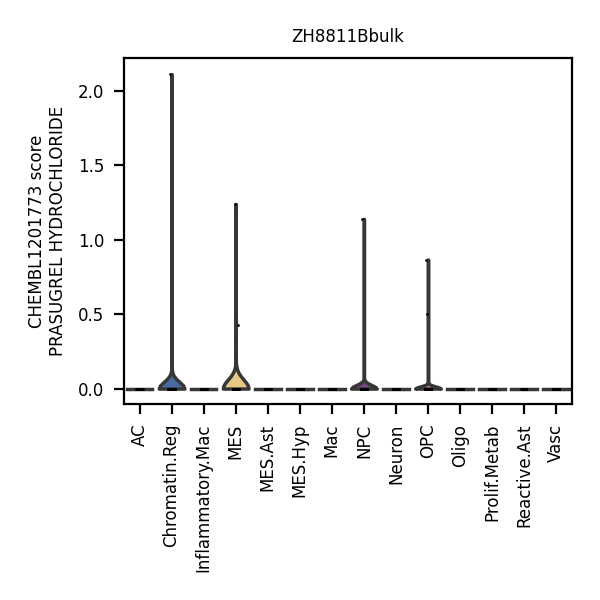 ZH8811Bbulk
CHEMBL1201773 score
PRASUGREL HYDROCHLORIDE
2.0
1.5
1.0
0.5
0.0
AC
Chromatin.Reg
Inflammatory.Mac
MES
MES.Ast
MES.Hyp
Mac
NPC
Neuron
OPC
Oligo
Prolif.Metab
Reactive.Ast
Vasc